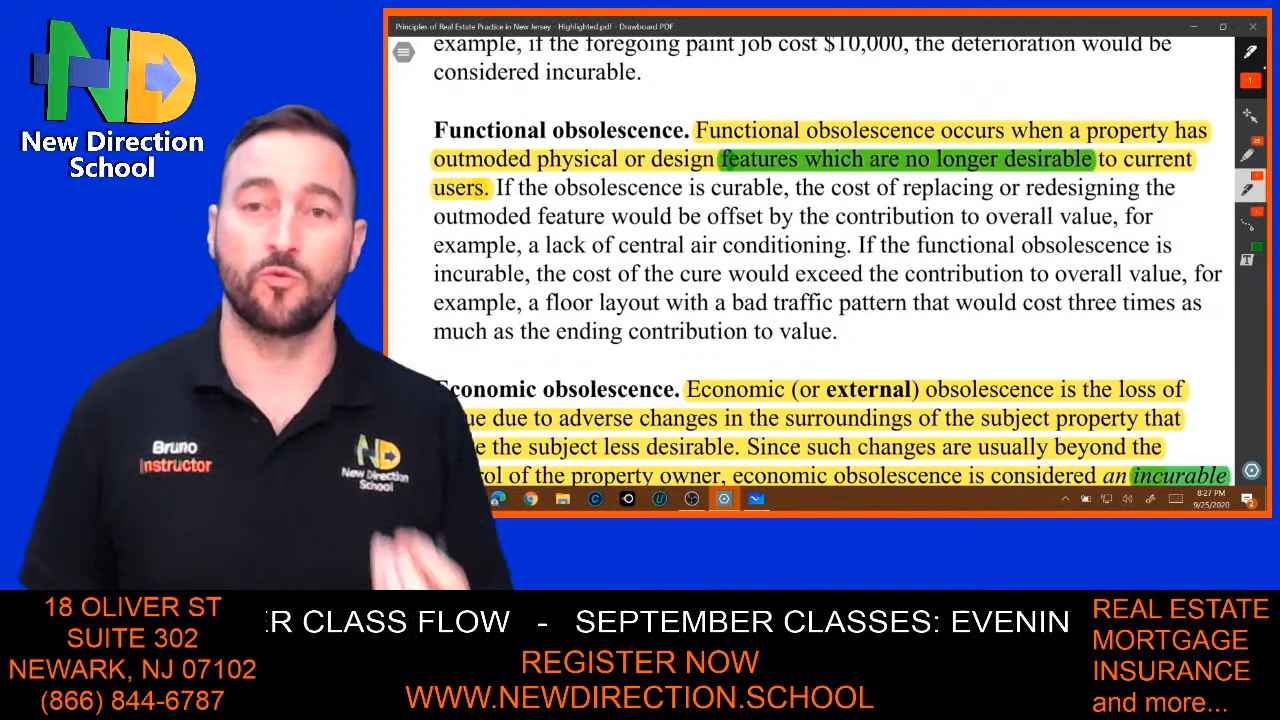 ND
New Direction
School
Principles of Real Estate Practice in New Jersey - Highlighted.pdf - Drawboard PDF
example, if the foregoing paint job cost $10,000, the deterioration would be
considered incurable.
Functional obsolescence. Functional obsolescence occurs when a property has
outmoded physical or design features which are no longer desirable to current
users. If the obsolescence is curable, the cost of replacing or redesigning the
outmoded feature would be offset by the contribution to overall value, for
example, a lack of central air conditioning. If the functional obsolescence is
incurable, the cost of the cure would exceed the contribution to overall value, for
example, a floor layout with a bad traffic pattern that would cost three times as
much as the ending contribution to value.
Economic obsolescence. Economic (or external) obsolescence is the loss of
due to adverse changes in the surroundings of the subject property that
the subject less desirable. Since such changes are usually beyond the
of the property owner, economic obsolescence is considered an incurable
8:27 PM
9/25/2020
Bruno
Instructor
ND
New Direction
School
18 OLIVER ST
SUITE 302
NEWARK, NJ 07102
(866) 844-6787
ER CLASS FLOW - SEPTEMBER CLASSES: EVENIN
REGISTER NOW
WWW.NEWDIRECTION.SCHOOL
REAL ESTATE
MORTGAGE
INSURANCE
and more...